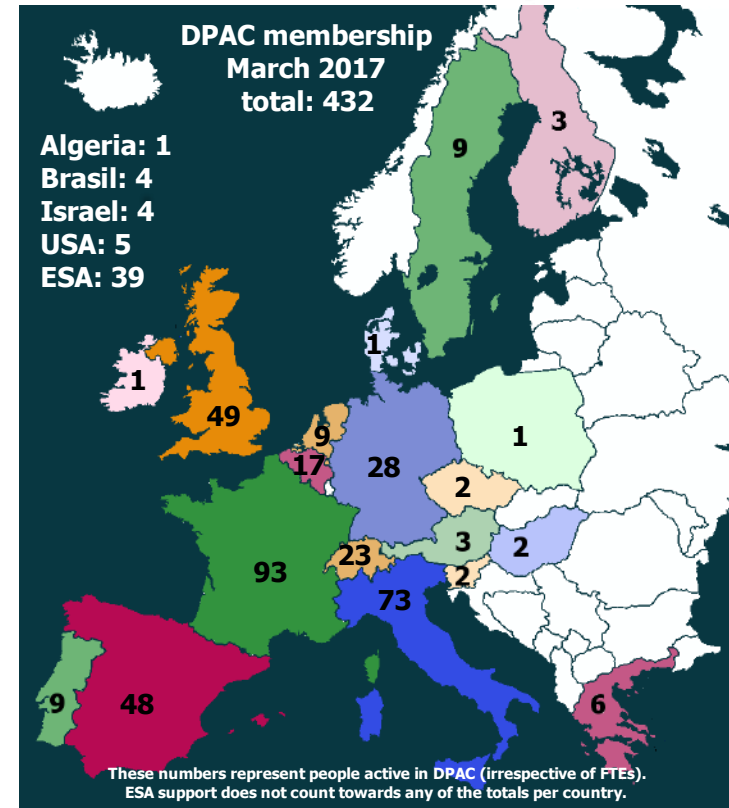 DPAC membership
March 2017
total: 432
Algeria: 1
Brasil: 4
Israel: 4
USA: 5
ESA: 39
3
9
1
1
49
9
17
28
1
2
23
3
2
2
93
73
9
48
6
These numbers represent people active in DPAC (irrespective of FTEs).
ESA support does not count towards any of the totals per country.